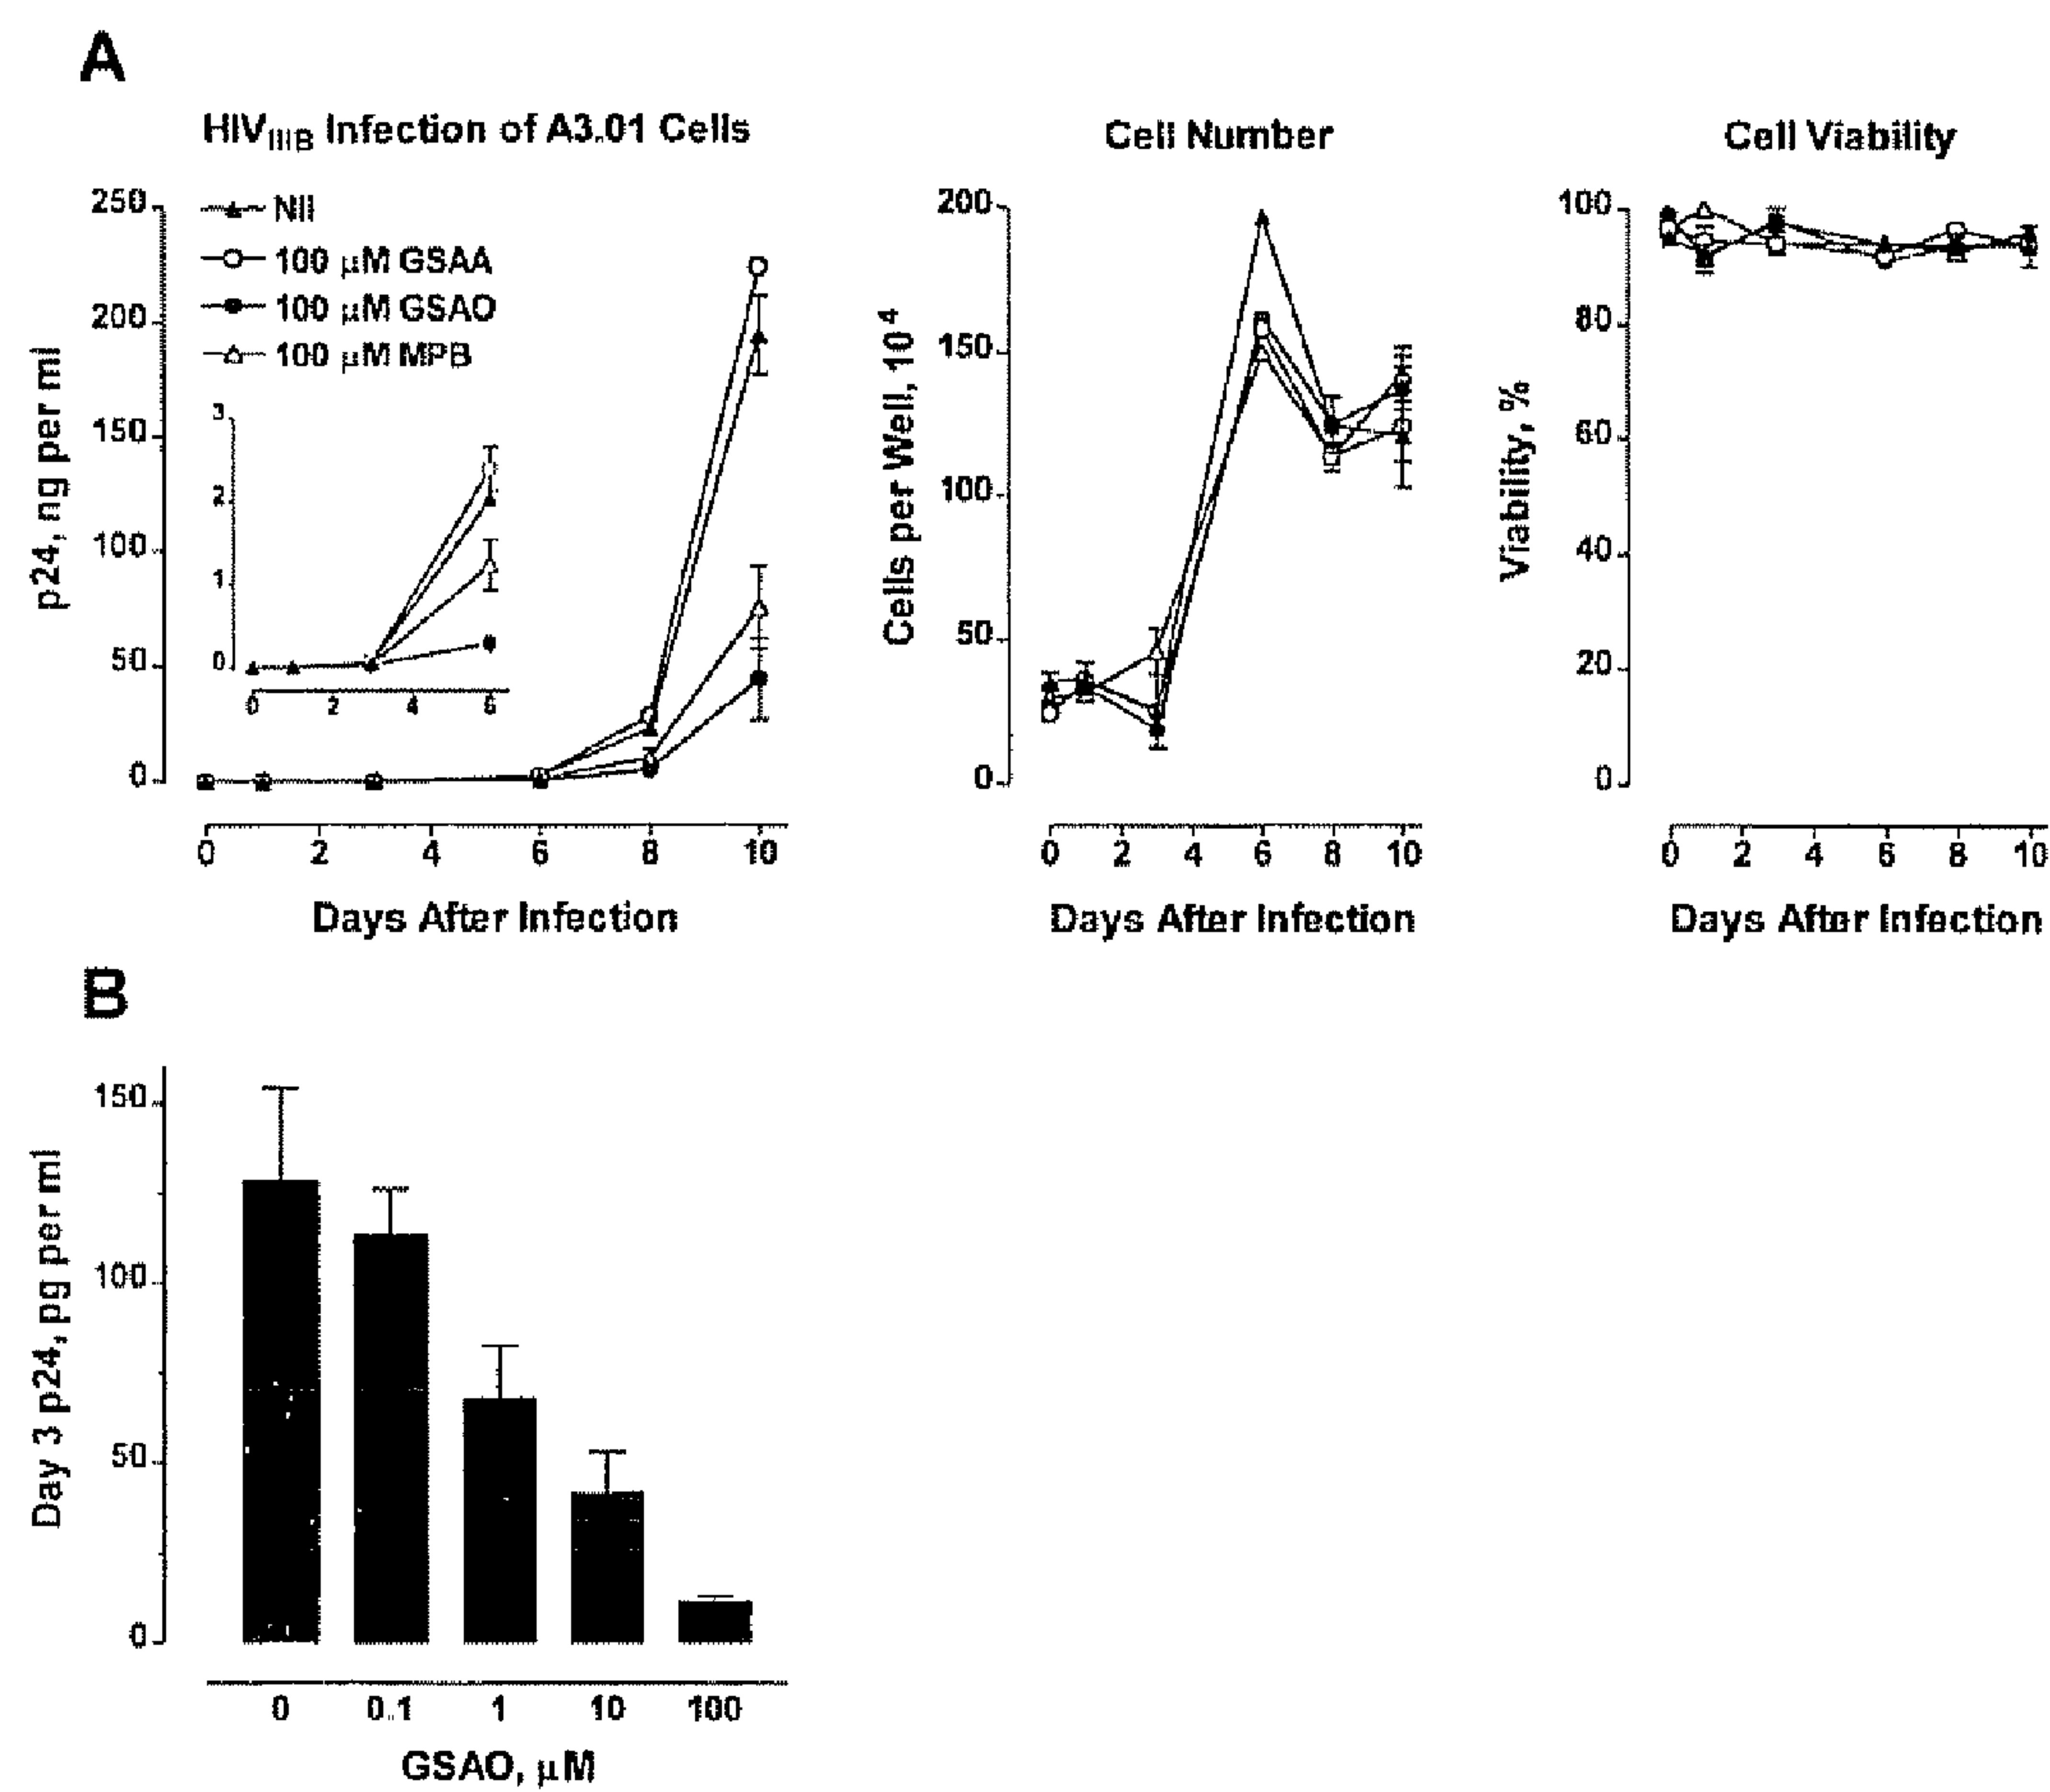 A
HIVIIIB Infection of A3.01 Cells
250
200
150
100
50
0
p24, ng per ml
Nil
100 µM GSAA
100 µM GSAO
100 µM MPB
3
2
1
0
0 2 4 6
0 2 4 6 8 10
Days After Infection
Cell Number
200
150
100
50
0
Cells per Well, 10⁴
0 2 4 6 8 10
Days After Infection
Cell Viability
100
80
60
40
20
0
Viability, %
0 2 4 6 8 10
Days After Infection
B
150
100
50
0
Day 3 p24, pg per ml
0 0.1 1 10 100
GSAO, µM